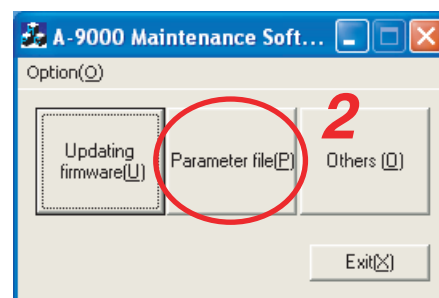 A-9000 Maintenance Soft...
Option(O)
2
Updating
firmware(U)
Parameter file(P)
Others (O)
Exit(X)